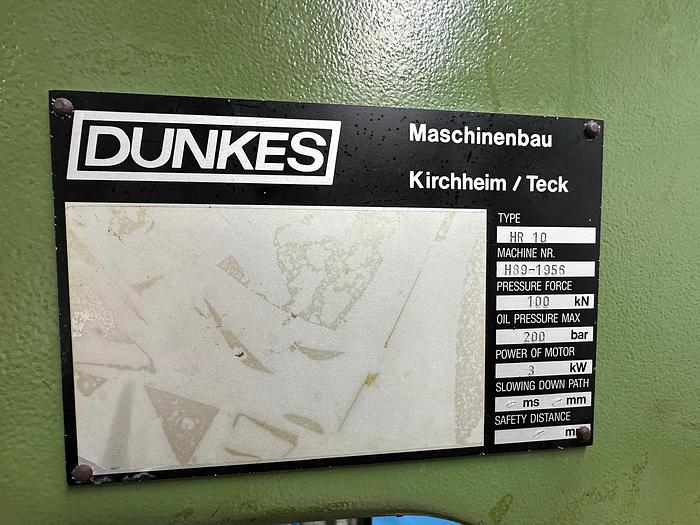 DUNKES
Maschinenbau
Kirchheim / Teck
TYPE
HR 10
MACHINE NR.
H89-1956
PRESSURE FORCE
100 kN
OIL PRESSURE MAX
200 bar
POWER OF MOTOR
3 kW
SLOWING DOWN PATH
- ms - mm
SAFETY DISTANCE
-